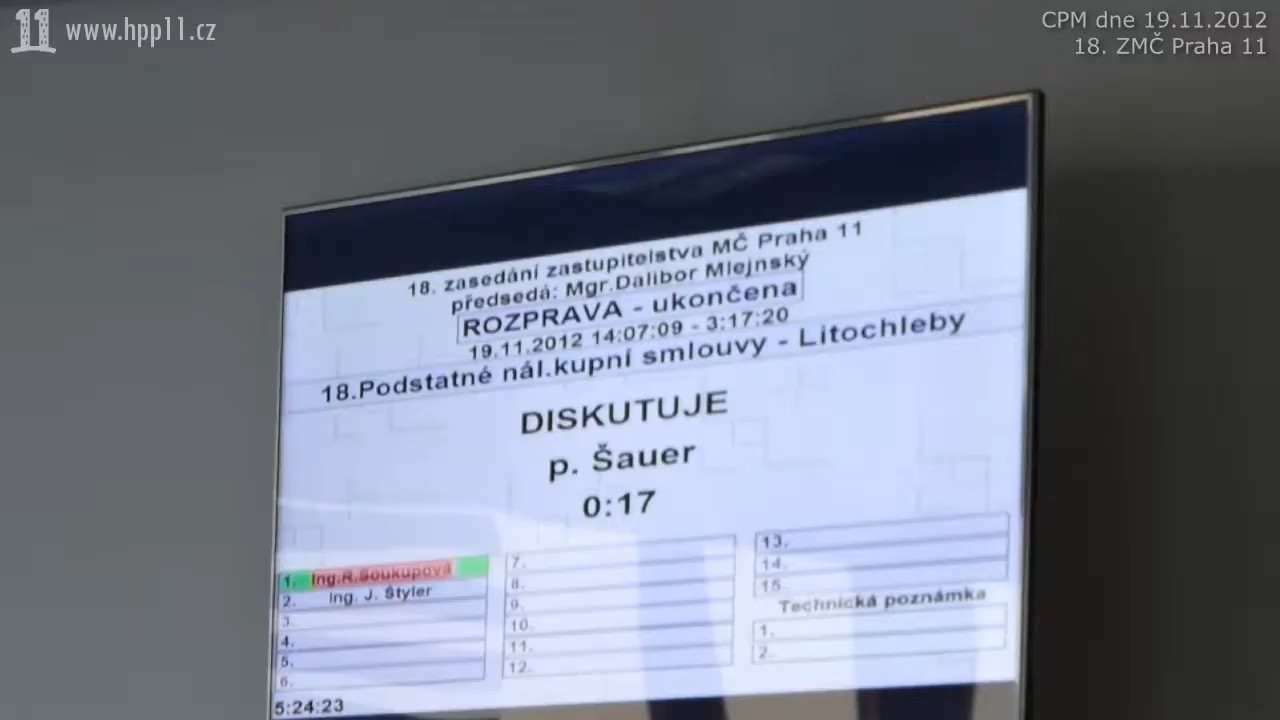 11 www.hpp11.cz
CPM dne 19.11.2012
18. ZMČ Praha 11
18. zasedání zastupitelstva MČ Praha 11
předsedá: Mgr.Dalibor Mlejnský
ROZPRAVA - ukončena
19.11.2012 14:07:09 - 3:17:20
18.Podstatné nál.kupní smlouvy - Litochleby
DISKUTUJE
p. Šauer
0:17
1. Ing.R.Soukupová
2. Ing. J. Štyler
3.
4.
5.
6.
7.
8.
9.
10.
11.
12.
13.
14.
15.
Technická poznámka
1.
2.
5:24:23